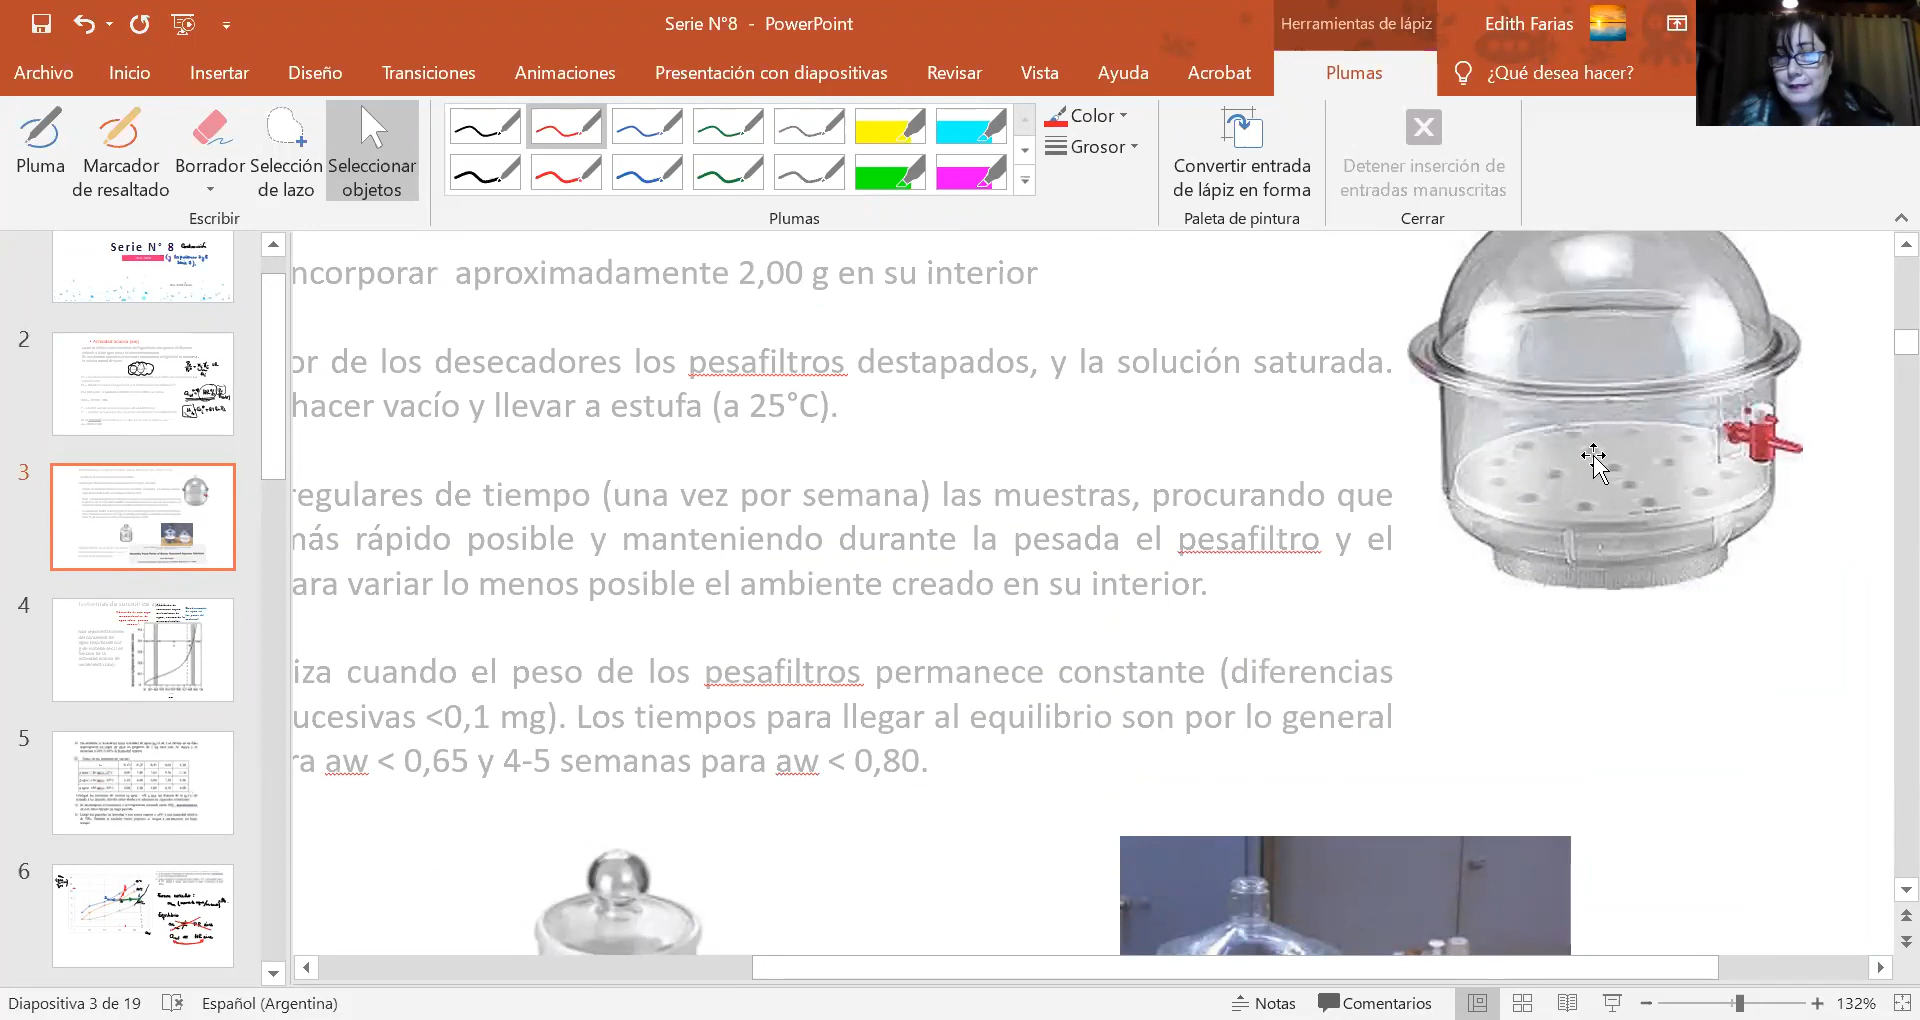 Serie N°8 - PowerPoint
Herramientas de lápiz
Edith Farias
Archivo
Inicio
Insertar
Diseño
Transiciones
Animaciones
Presentación con diapositivas
Revisar
Vista
Ayuda
Acrobat
Plumas
¿Qué desea hacer?
Pluma
Marcador
de resaltado
Borrador
Selección
de lazo
Seleccionar
objetos
Escribir
Plumas
Color
Grosor
Convertir entrada
de lápiz en forma
Paleta de pintura
Detener inserción de
entradas manuscritas
Cerrar
Serie N° 8
2
3
4
5
6
ncorporar aproximadamente 2,00 g en su interior
or de los desecadores los pesafiltros destapados, y la solución saturada.
hacer vacío y llevar a estufa (a 25°C).
regulares de tiempo (una vez por semana) las muestras, procurando que
más rápido posible y manteniendo durante la pesada el pesafiltro y el
ara variar lo menos posible el ambiente creado en su interior.
iza cuando el peso de los pesafiltros permanece constante (diferencias
ucesivas <0,1 mg). Los tiempos para llegar al equilibrio son por lo general
ra aw < 0,65 y 4-5 semanas para aw < 0,80.
Diapositiva 3 de 19
Español (Argentina)
Notas
Comentarios
132%